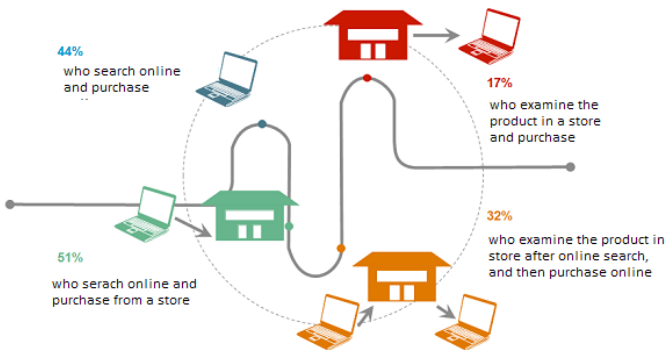 44%
who search online
and purchase
17%
who examine the
product in a store
and purchase
32%
who examine the product in
store after online search,
and then purchase online
51%
who serach online and
purchase from a store